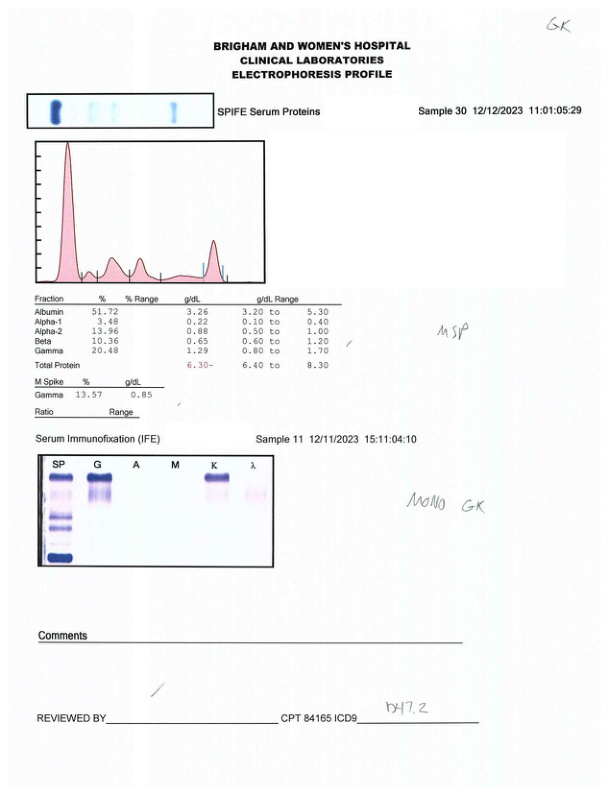 GK
BRIGHAM AND WOMEN'S HOSPITAL
CLINICAL LABORATORIES
ELECTROPHORESIS PROFILE
SPIFE Serum Proteins Sample 30 12/12/2023 11:01:05:29
Fraction % % Range g/dL g/dL Range
Albumin 51.72 3.26 3.20 to 5.30
Alpha-1 3.48 0.22 0.10 to 0.40
Alpha-2 13.96 0.88 0.50 to 1.00
Beta 10.36 0.65 0.60 to 1.20
Gamma 20.48 1.29 0.80 to 1.70
Total Protein 6.30- 6.40 to 8.30
MSP
M Spike % g/dL
Gamma 13.57 0.85
Ratio Range
Serum Immunofixation (IFE) Sample 11 12/11/2023 15:11:04:10
SP G A M K λ
MONO GK
Comments
REVIEWED BY CPT 84165 ICD9 D47.2